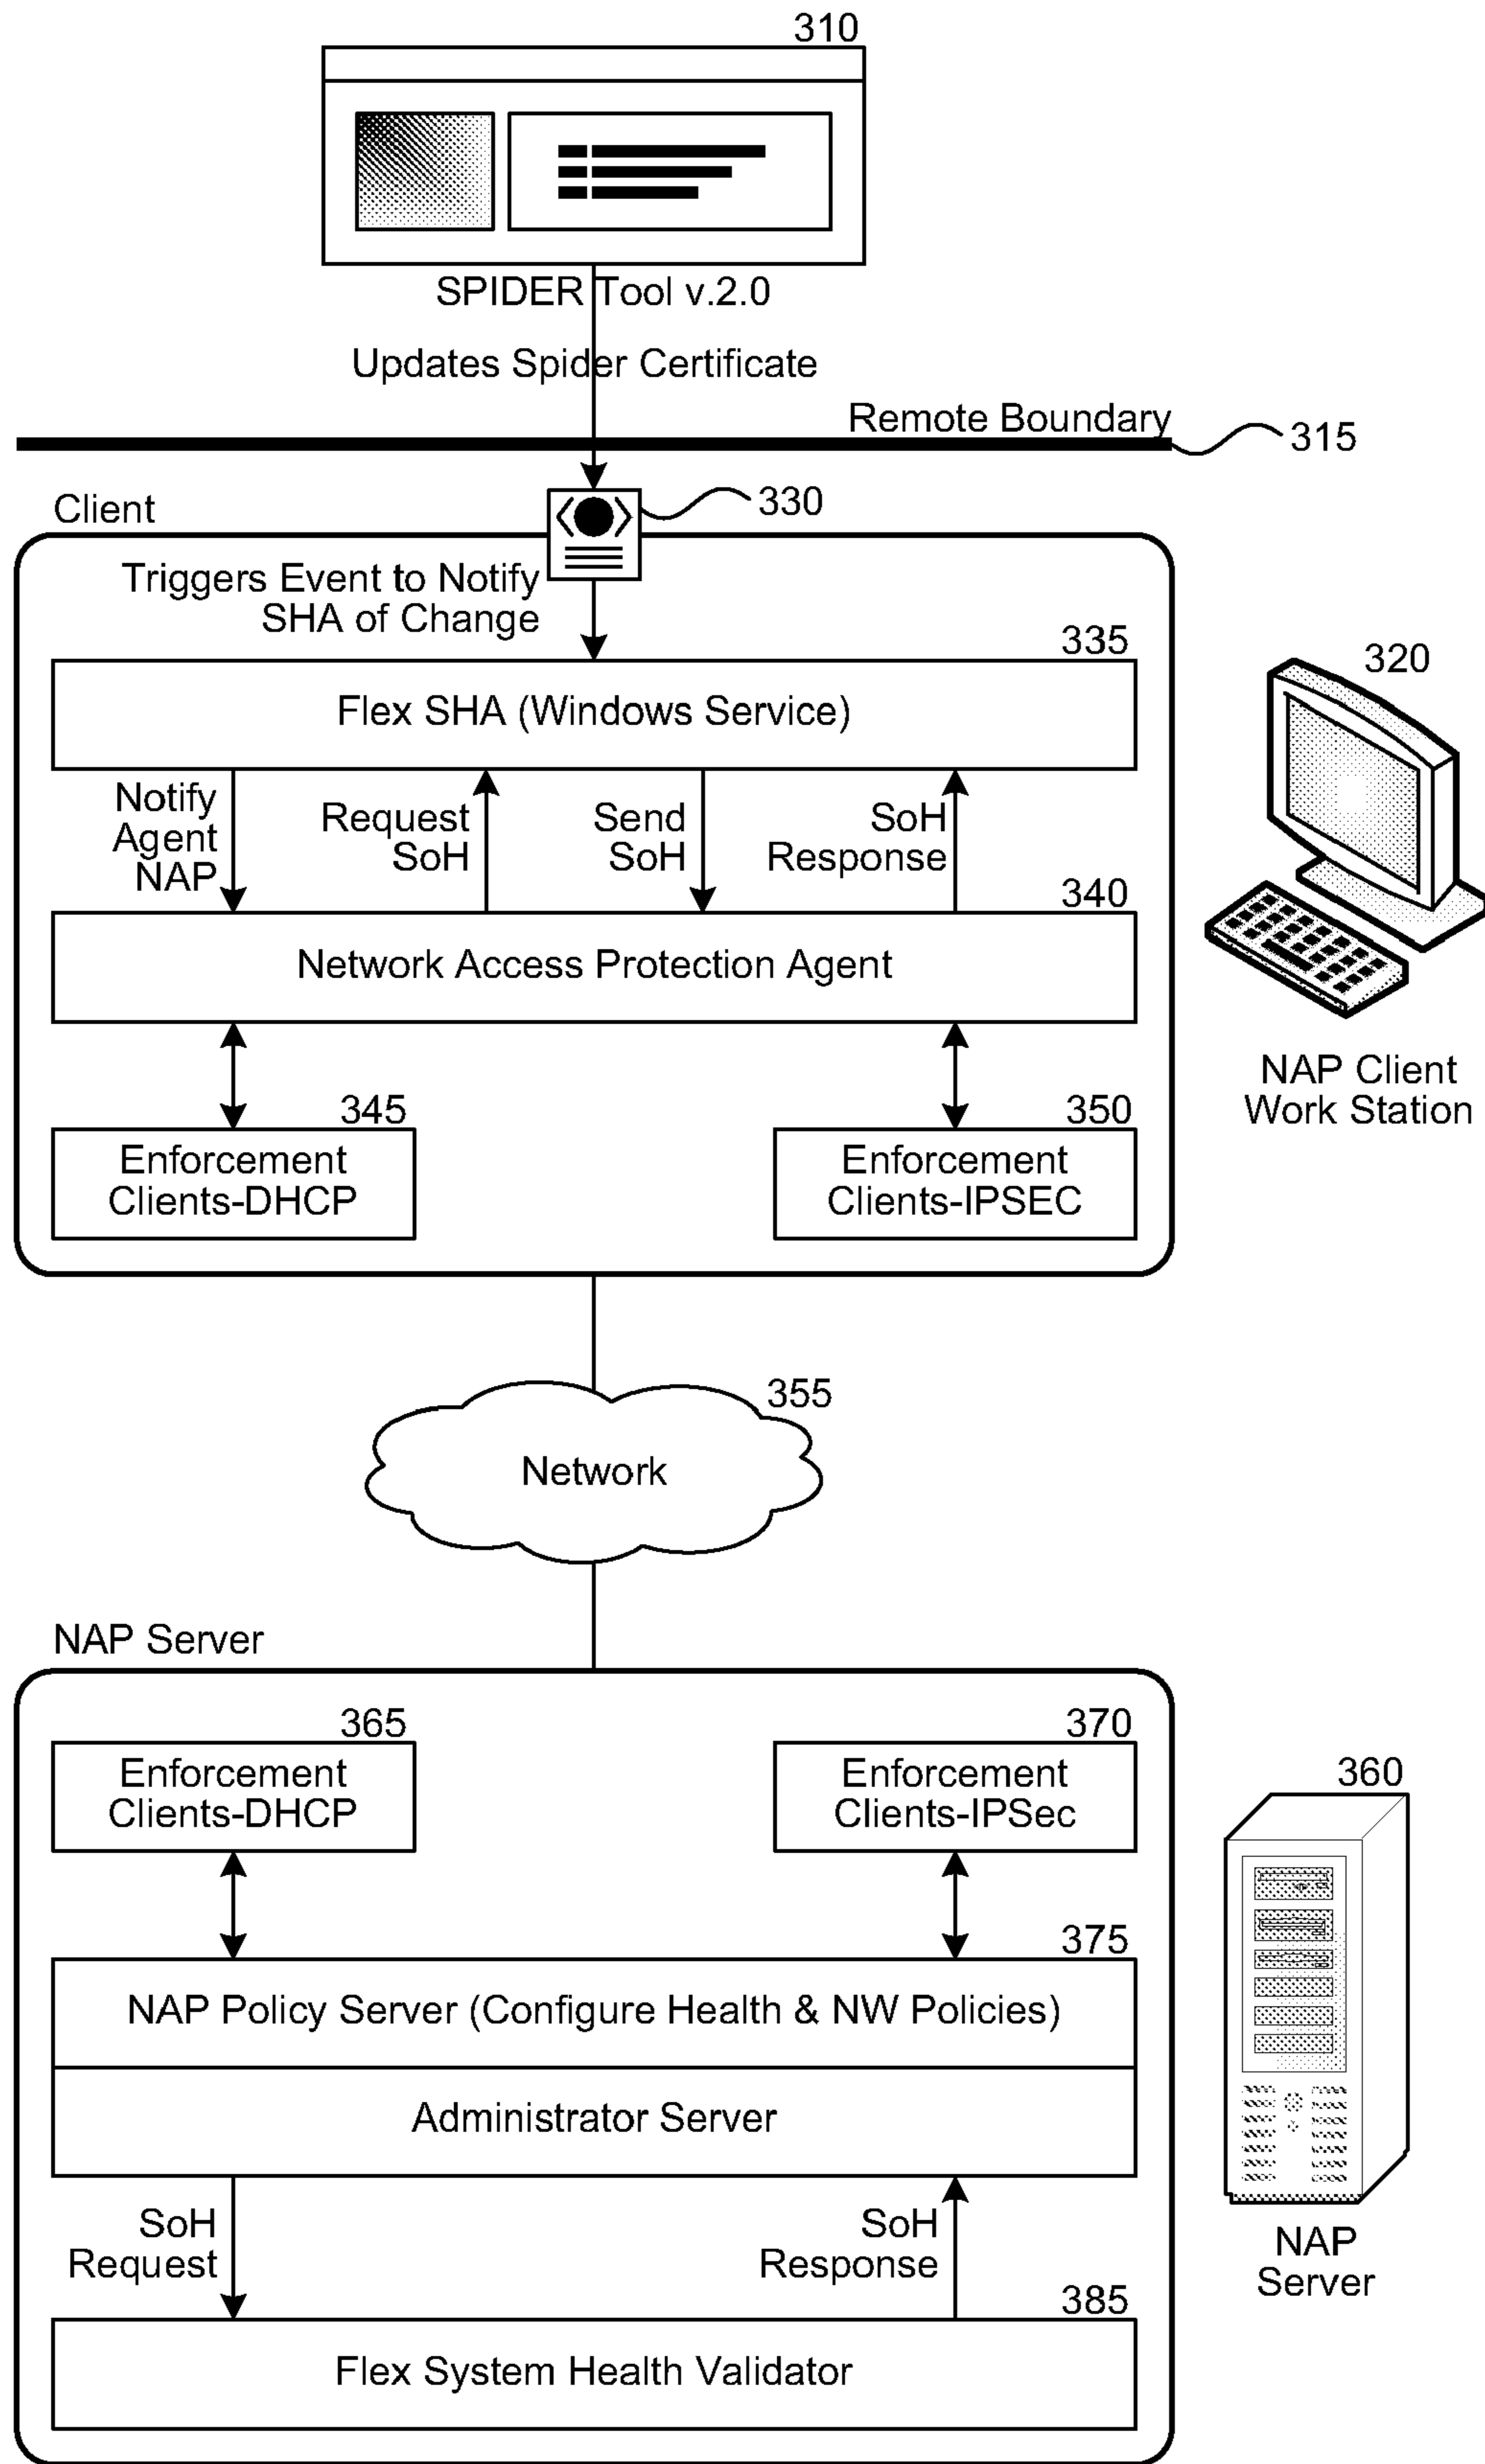 310
SPIDER Tool v.2.0
Updates Spider Certificate
Remote Boundary
315
Client
330
Triggers Event to Notify
SHA of Change
335
Flex SHA (Windows Service)
320
Notify
Agent
NAP
Request
SoH
Send
SoH
SoH
Response
340
Network Access Protection Agent
NAP Client
Work Station
345
Enforcement
Clients-DHCP
350
Enforcement
Clients-IPSEC
355
Network
NAP Server
365
Enforcement
Clients-DHCP
370
Enforcement
Clients-IPSec
360
375
NAP Policy Server (Configure Health & NW Policies)
Administrator Server
SoH
Request
SoH
Response
NAP
Server
385
Flex System Health Validator